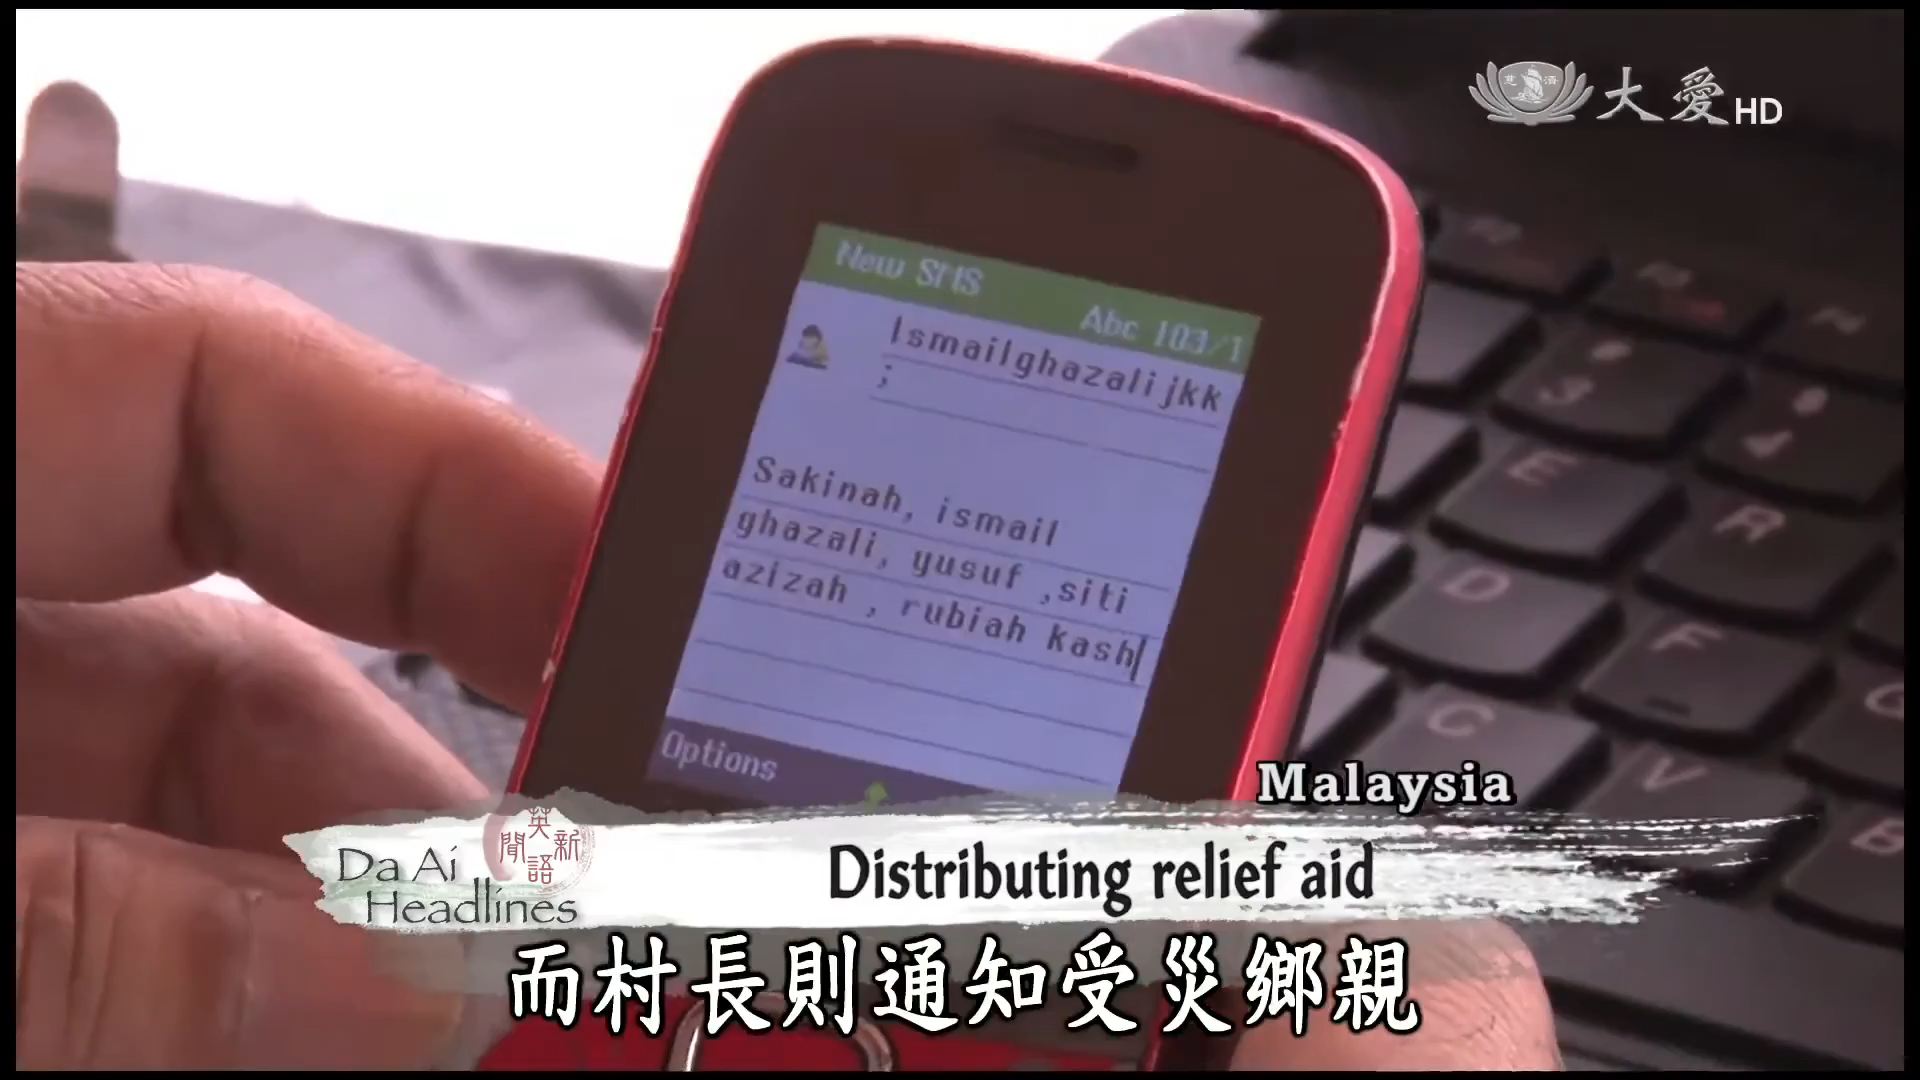 大愛HD
New SMS
Abc 103/1
Ismailghazalijkk
;
Sakinah, ismail
ghazali, yusuf ,siti
azizah , rubiah kash
Options
3
4
E
R
D
F
C
V
G
B
Malaysia
Da Ai
Headlines
英語新聞
Distributing relief aid
而村長則通知受災鄉親